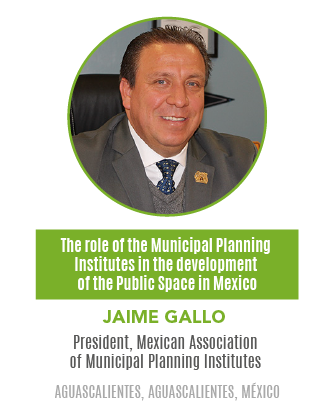 The role of the Municipal Planning
Institutes in the development
of the Public Space in Mexico
JAIME GALLO
President, Mexican Association
of Municipal Planning Institutes
AGUASCALIENTES, AGUASCALIENTES, MÉXICO